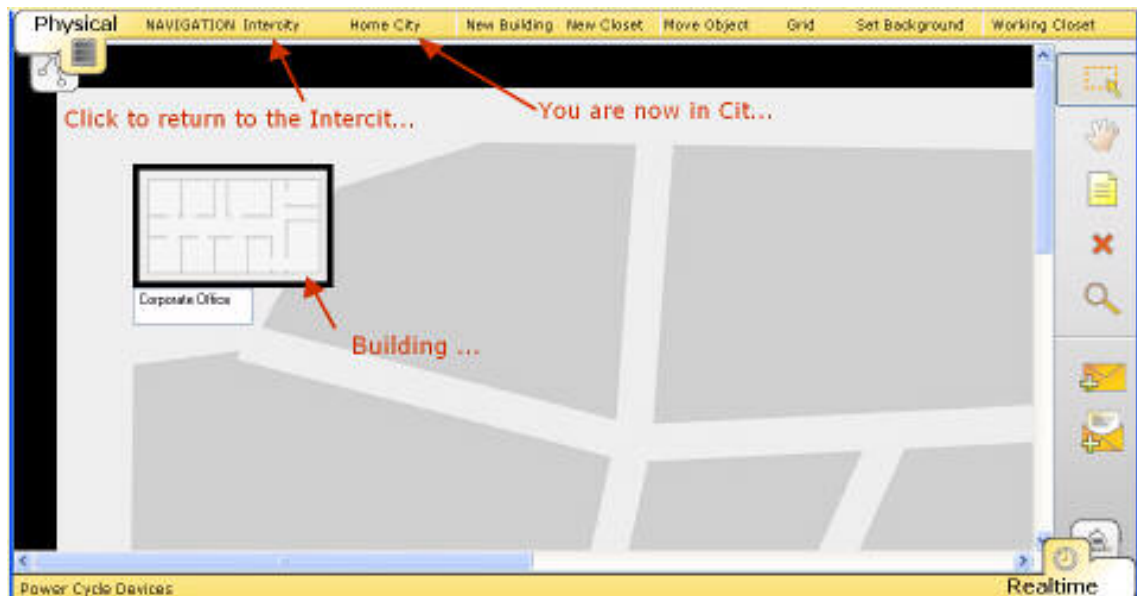 Physical NAVIGATION Intercity Home City New Building New Closet Move Object Grid Set Background Working Closet
Click to return to the Intercit...
You are now in Cit...
Corporate Office
Building ...
Power Cycle Devices
Realtime